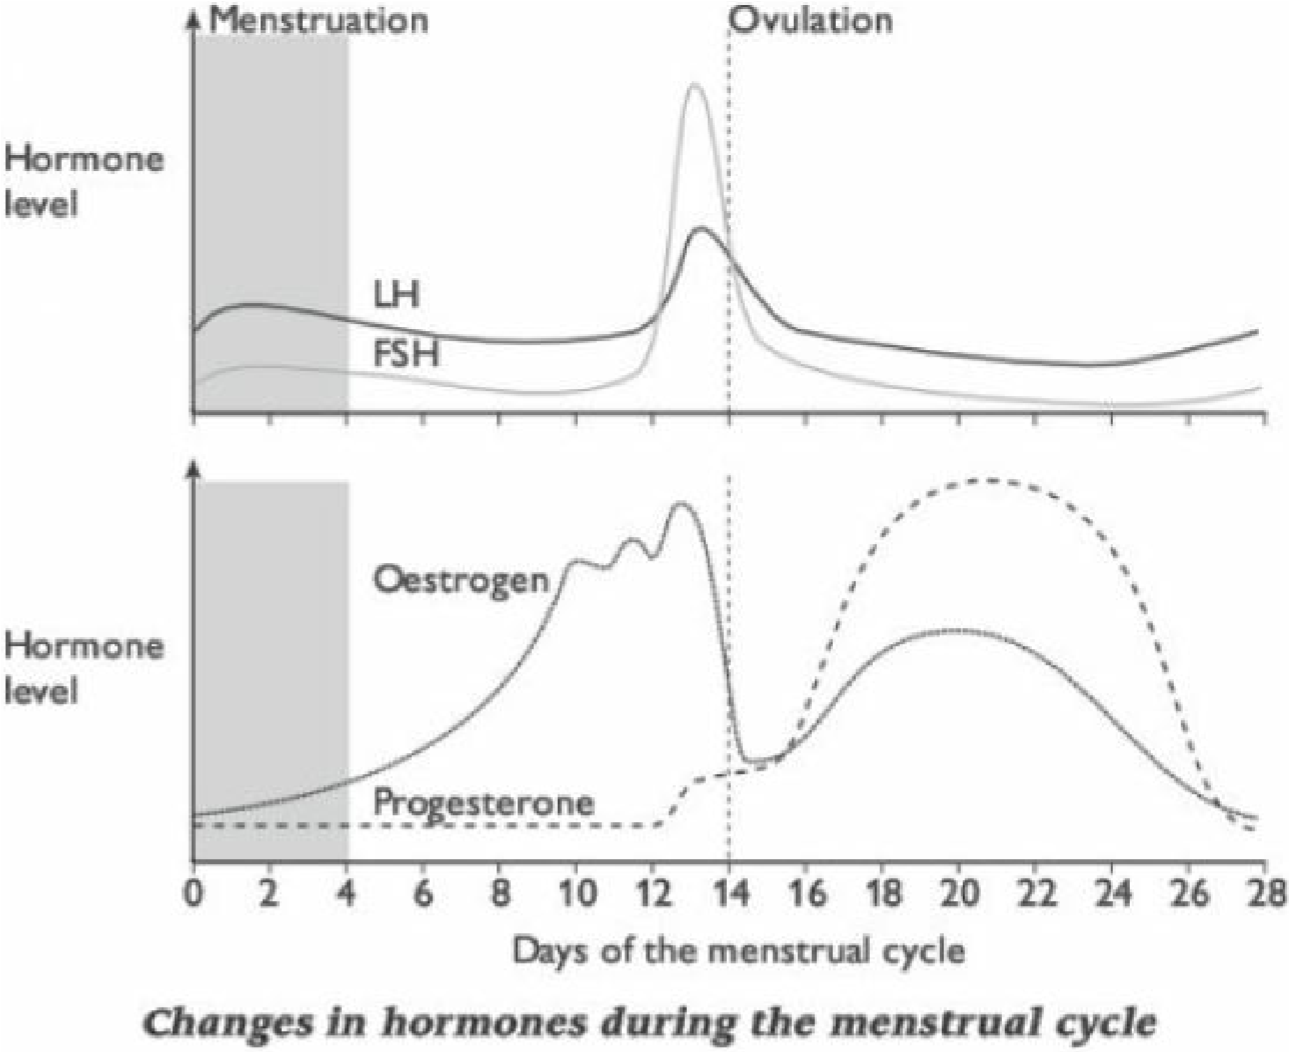 Menstruation
Ovulation
Hormone
level
LH
FSH
Oestrogen
Hormone
level
Progesterone
0 2 4 6 8 10 12 14 16 18 20 22 24 26 28
Days of the menstrual cycle
Changes in hormones during the menstrual cycle